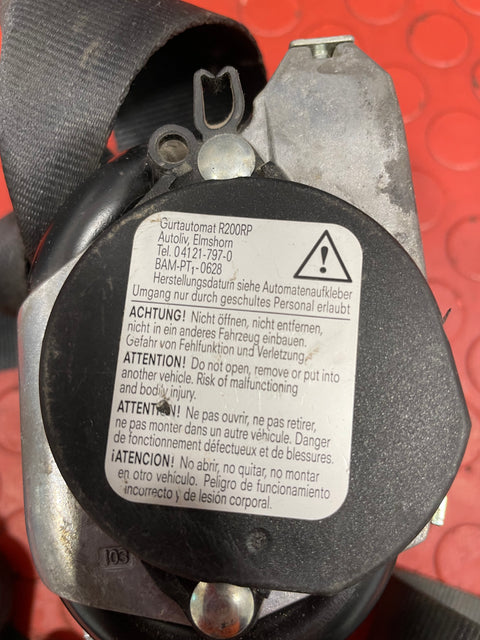 Gurtautomat R200RP
Autoliv, Elmshorn
Tel. 04121-797-0
BAM-PT₁-0628
Herstellungsdatum siehe Automatenaufkleber
Umgang nur durch geschultes Personal erlaubt
ACHTUNG! Nicht öffnen, nicht entfernen,
nicht in ein anderes Fahrzeug einbauen.
Gefahr von Fehlfunktion und Verletzung.
ATTENTION! Do not open, remove or put into
another vehicle. Risk of malfunctioning
and bodily injury.
ATTENTION! Ne pas ouvrir, ne pas retirer,
ne pas monter dans un autre véhicule. Danger
de fonctionnement défectueux et de blessures.
¡ATENCION! No abrir, no quitar, no montar
en otro vehículo. Peligro de funcionamiento
incorrecto y de lesión corporal.
103